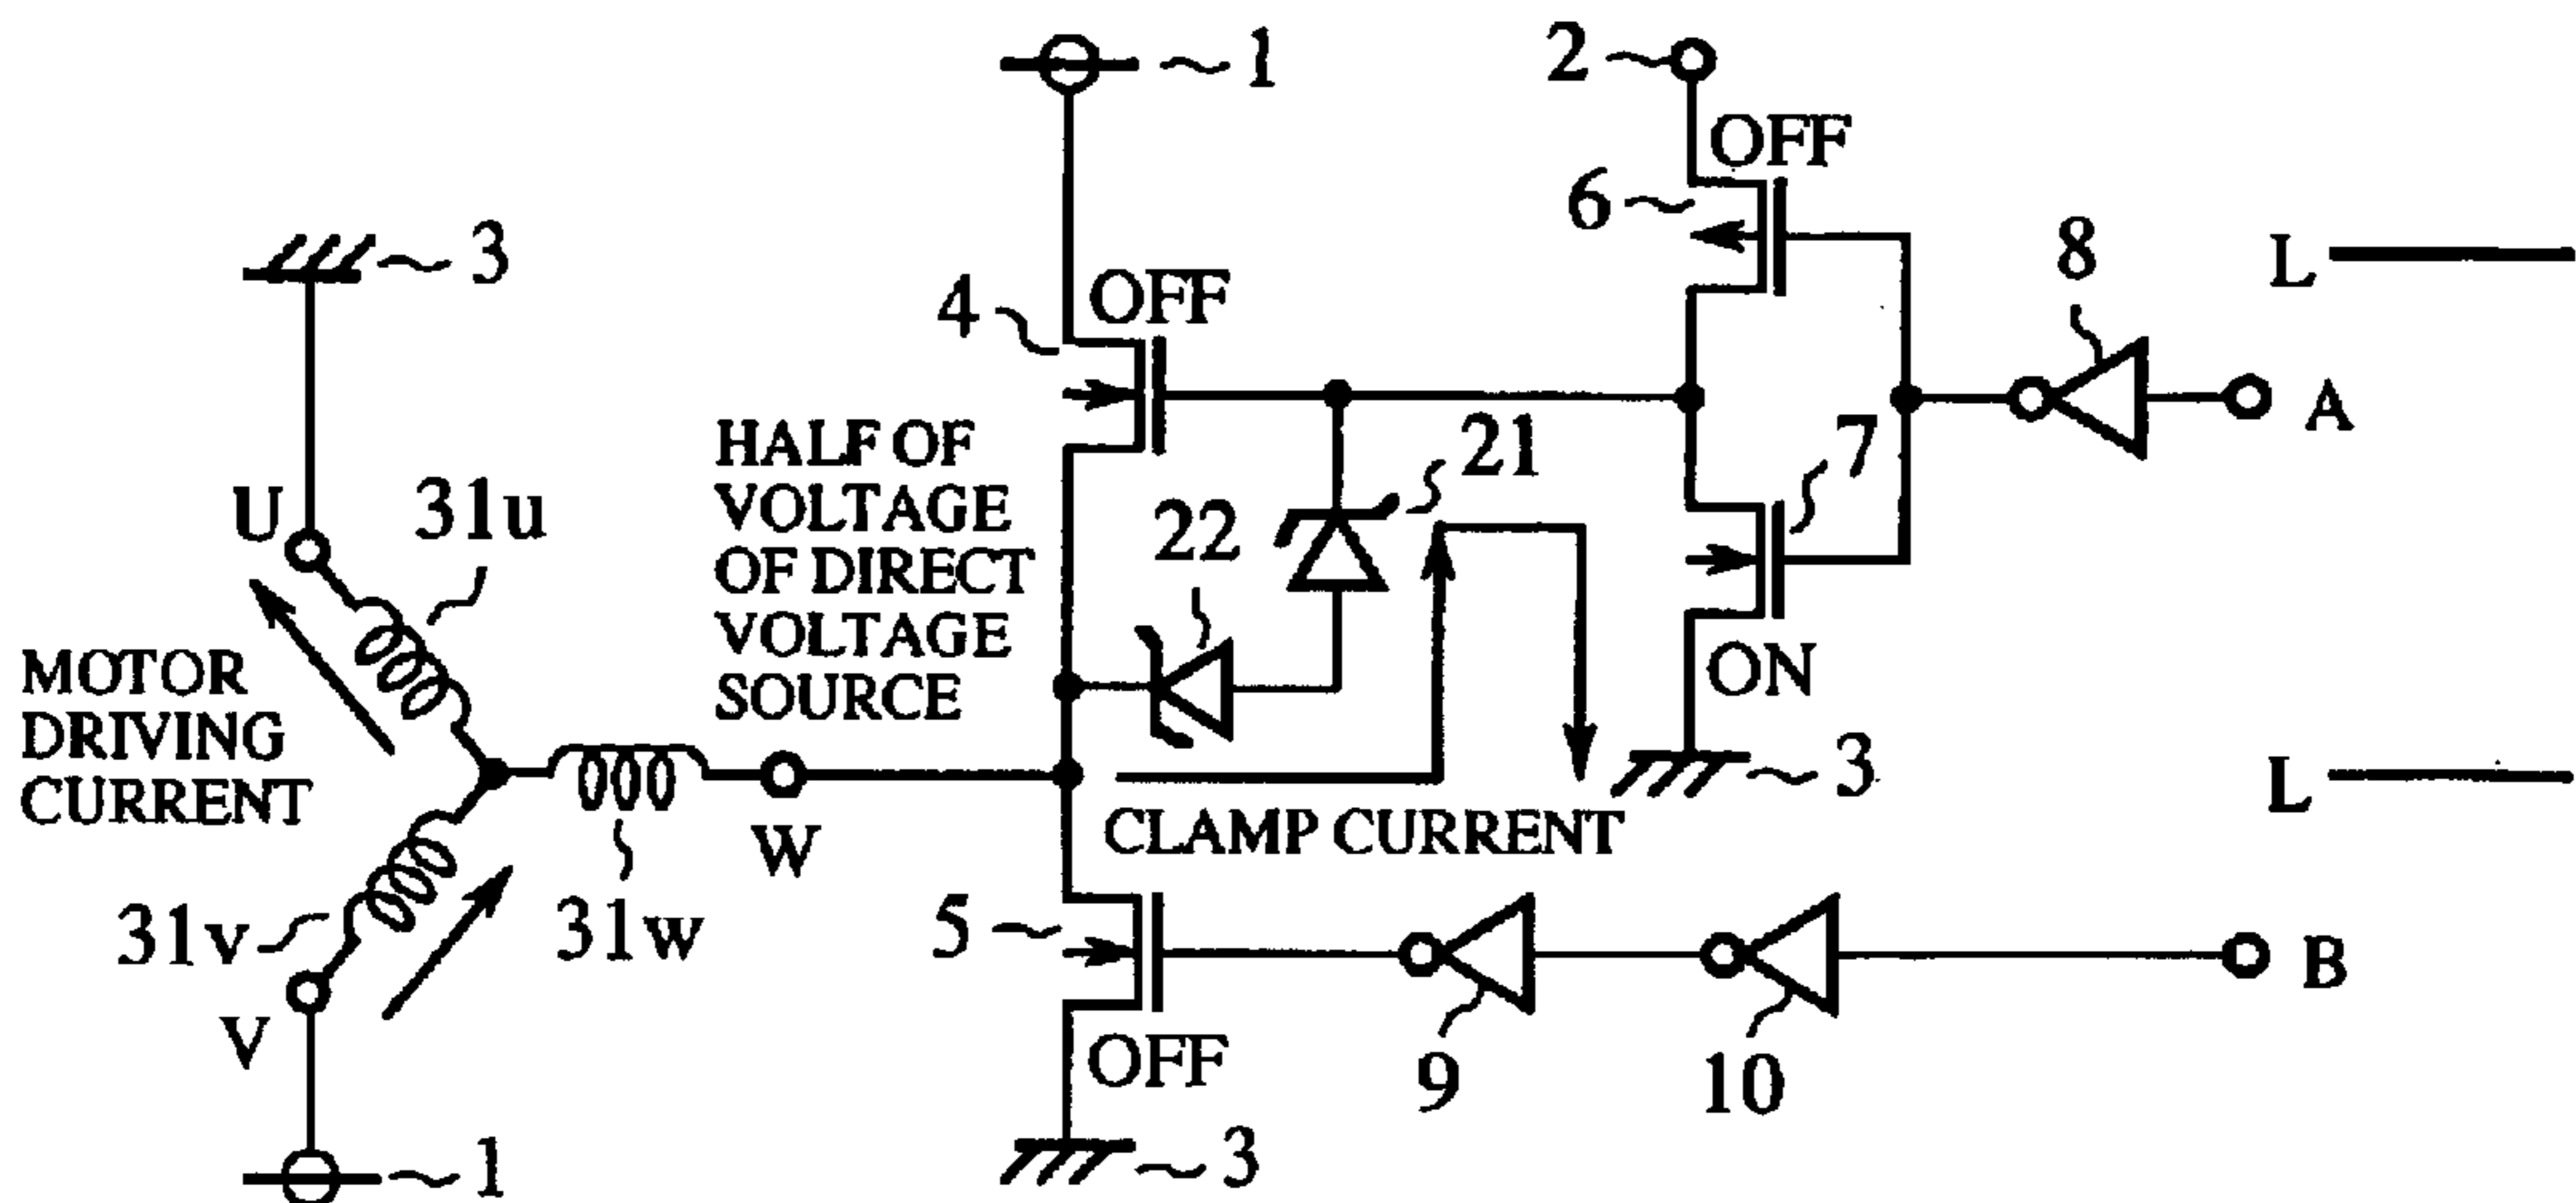 1
2
OFF
6
8
L
3
4
OFF
A
HALF OF
VOLTAGE
OF DIRECT
VOLTAGE
SOURCE
21
7
U
31u
22
MOTOR
DRIVING
CURRENT
ON
3
L
W
CLAMP CURRENT
31v
31w
5
B
V
OFF
9
10
3
1